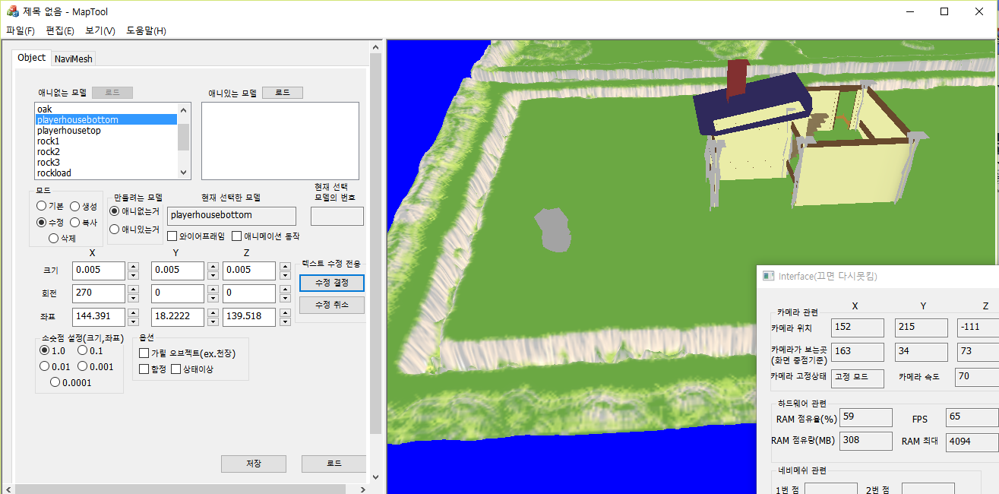 제목 없음 - MapTool
파일(F) 편집(E) 보기(V) 도움말(H)
Object NaviMesh
애니없는 모델 로드 애니있는 모델 로드
oak
playerhousebottom
playerhousetop
rock1
rock2
rock3
rockload
모드
기본 생성
수정 복사
삭제
만들려는 모델
애니없는거
애니있는거
현재 선택한 모델
playerhousebottom
현재 선택
모델의 번호
와이어프레임 애니메이션 동작
X Y Z
크기 0.005 0.005 0.005
회전 270 0 0
좌표 144.391 18.2222 139.518
텍스트 수정 전용
수정 결정
수정 취소
소숫점 설정(크기,좌표)
1.0 0.1
0.01 0.001
0.0001
옵션
가릴 오브젝트(ex.천장)
함정 상태이상
저장 로드
Interface(끄면 다시못킴)
X Y Z
카메라 관련
카메라 위치 152 215 -111
카메라가 보는곳
(화면 중점기준) 163 34 73
카메라 고정상태 고정 모드 카메라 속도 70
하드웨어 관련
RAM 점유율(%) 59 FPS 65
RAM 점유량(MB) 308 RAM 최대 4094
네비메쉬 관련
1번 점 2번 점